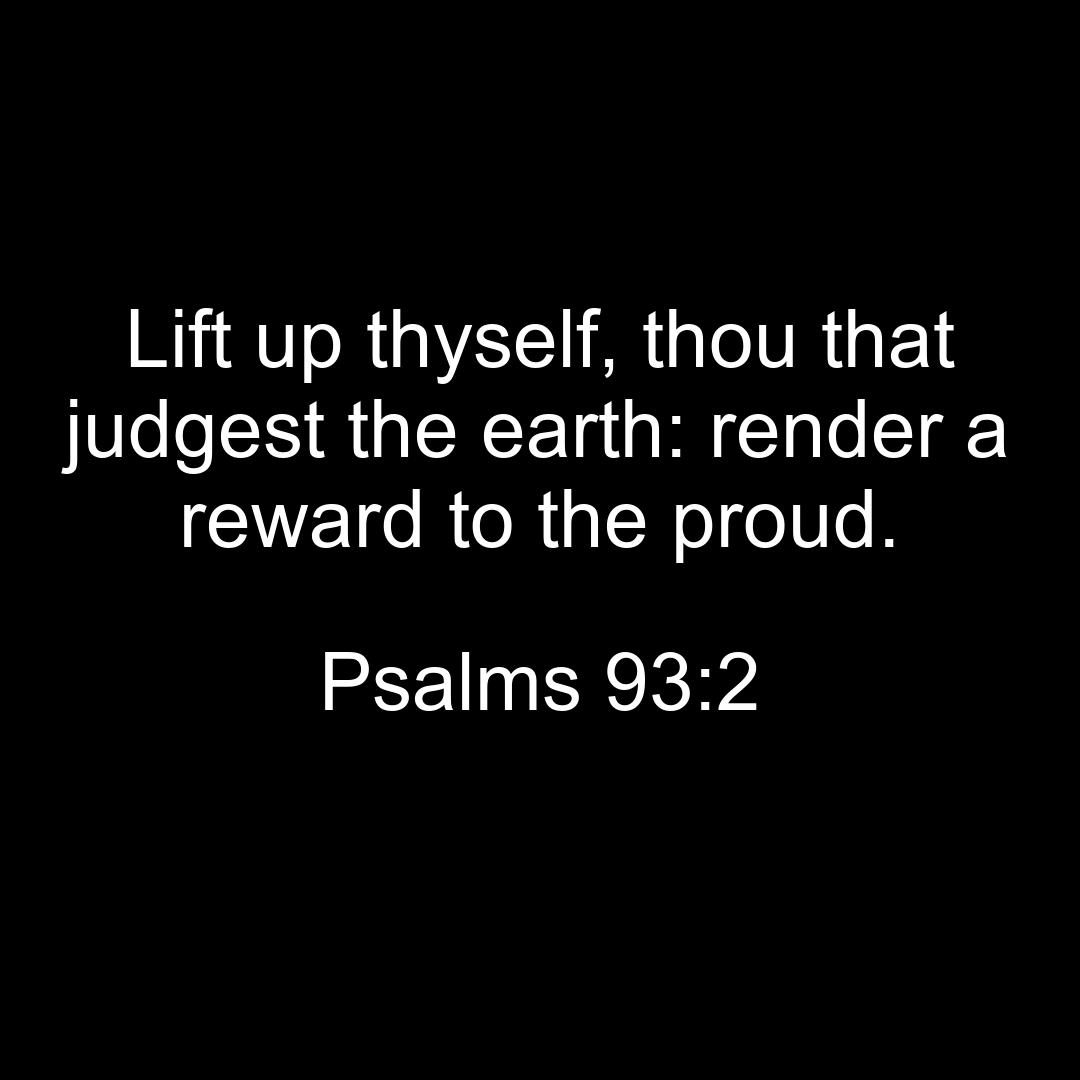 Lift up thyself, thou that
judgest the earth: render a
reward to the proud.
Psalms 93:2